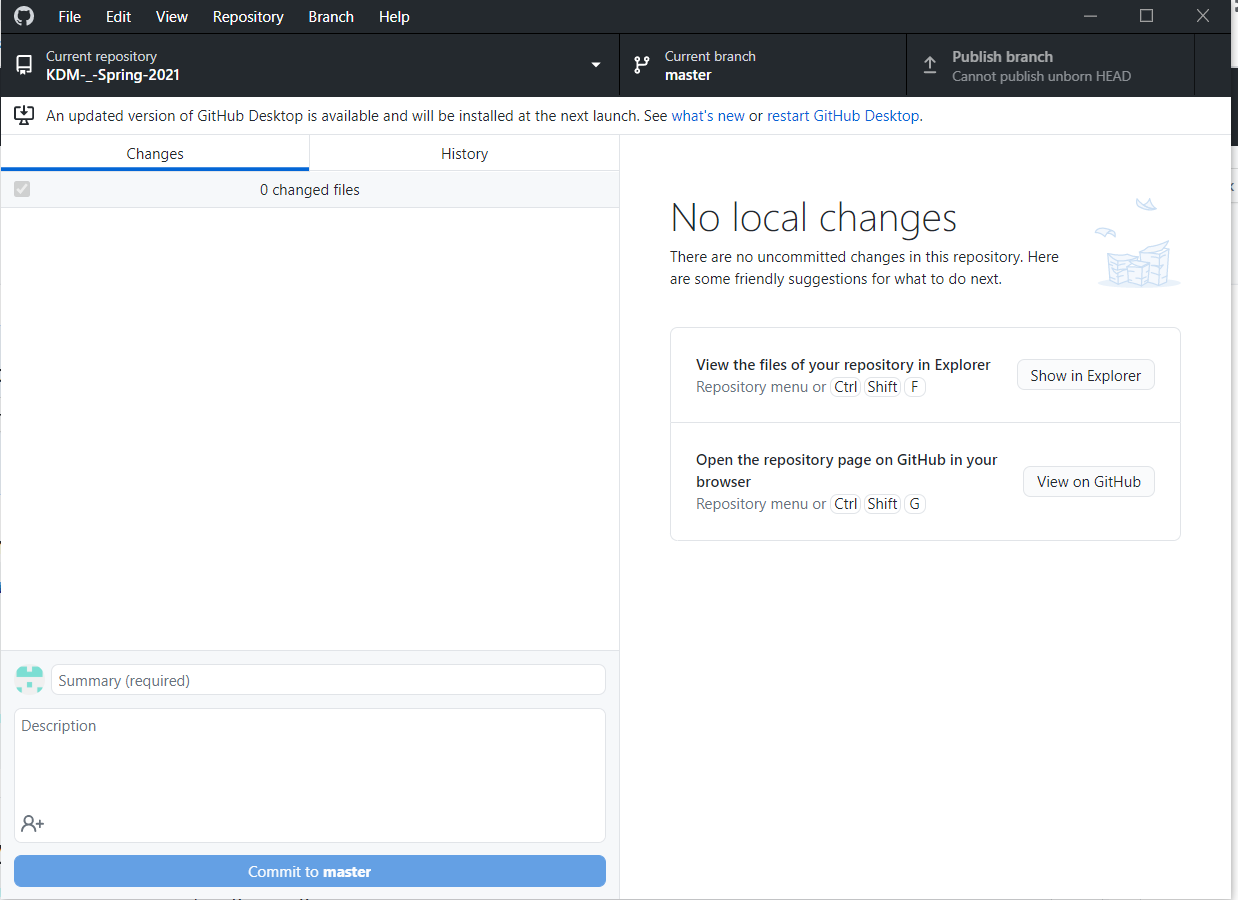 File Edit View Repository Branch Help
Current repository
KDM-_-Spring-2021
Current branch
master
Publish branch
Cannot publish unborn HEAD
An updated version of GitHub Desktop is available and will be installed at the next launch. See what's new or restart GitHub Desktop.
Changes
History
0 changed files
No local changes
There are no uncommitted changes in this repository. Here
are some friendly suggestions for what to do next.
View the files of your repository in Explorer
Repository menu or Ctrl Shift F
Show in Explorer
Open the repository page on GitHub in your
browser
Repository menu or Ctrl Shift G
View on GitHub
Summary (required)
Description
Commit to master